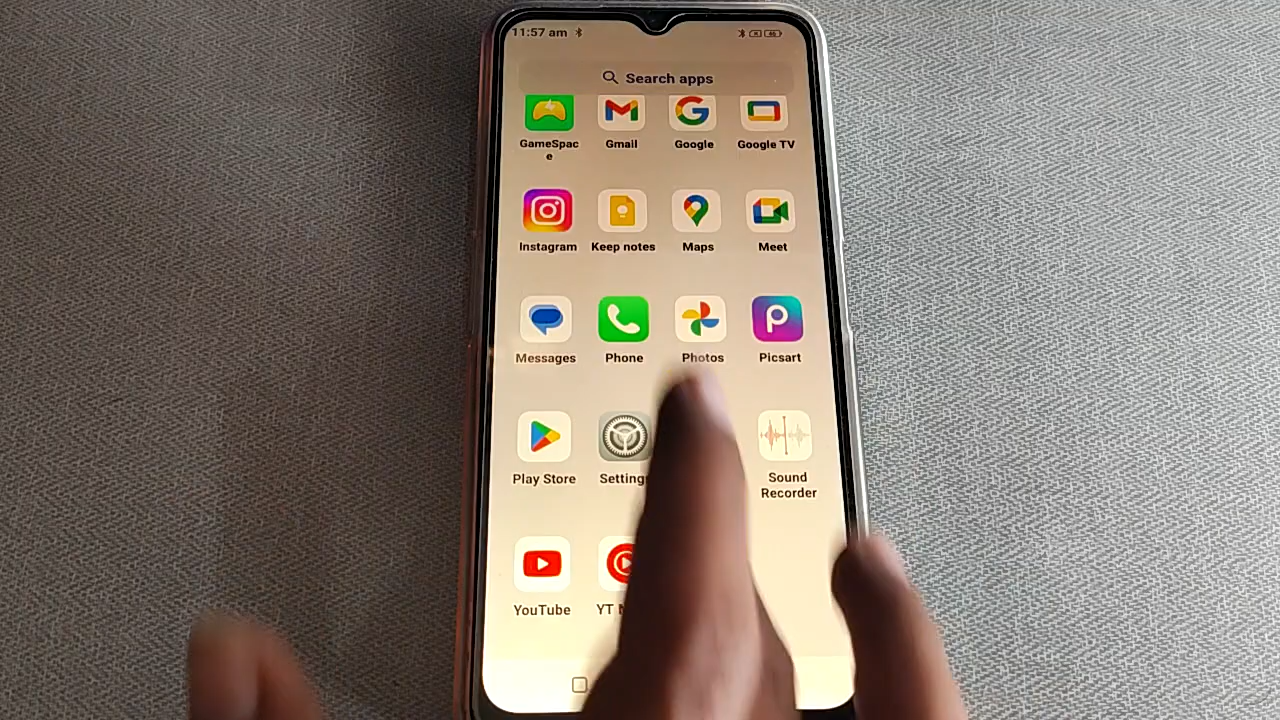 11:57 am
Search apps
GameSpac
e
Gmail
Google
Google TV
Instagram
Keep notes
Maps
Meet
Messages
Phone
Photos
Picsart
Play Store
Settings
Sound
Recorder
YouTube
YT